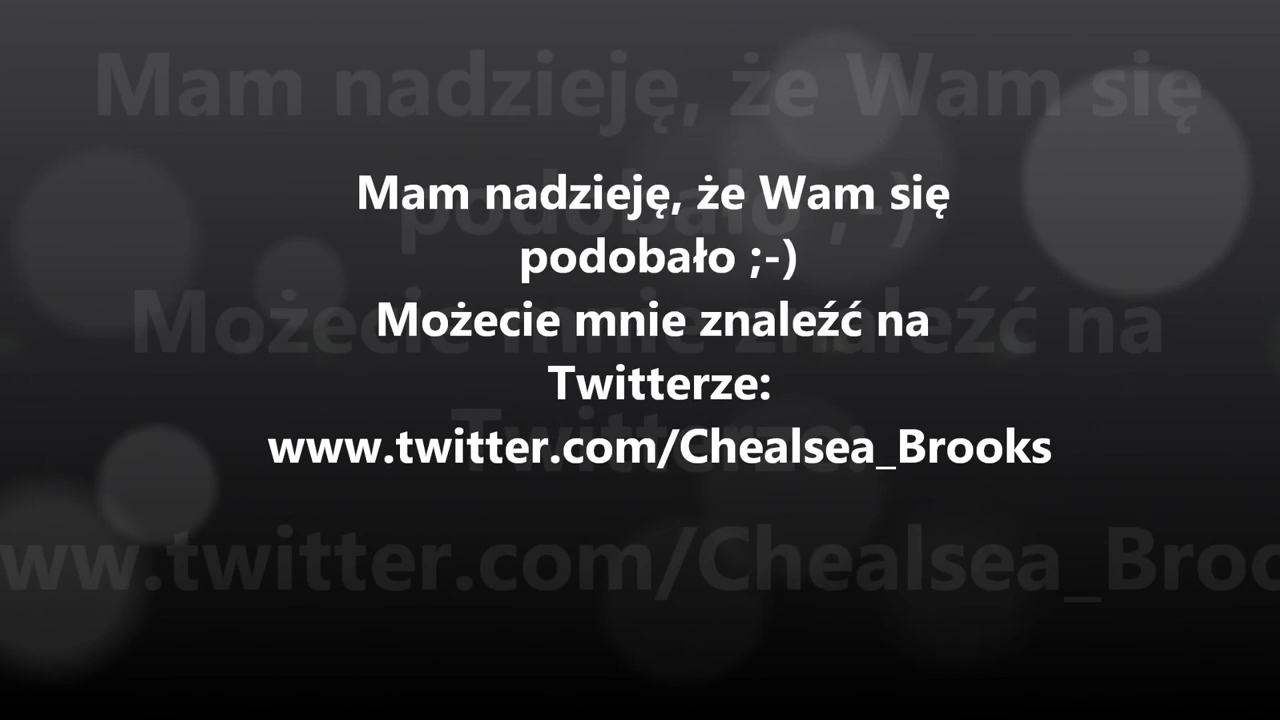 Mam nadzieję, że Wam się
podobało ;-)
Możecie mnie znaleźć na
Twitterze:
www.twitter.com/Chealsea_Brooks